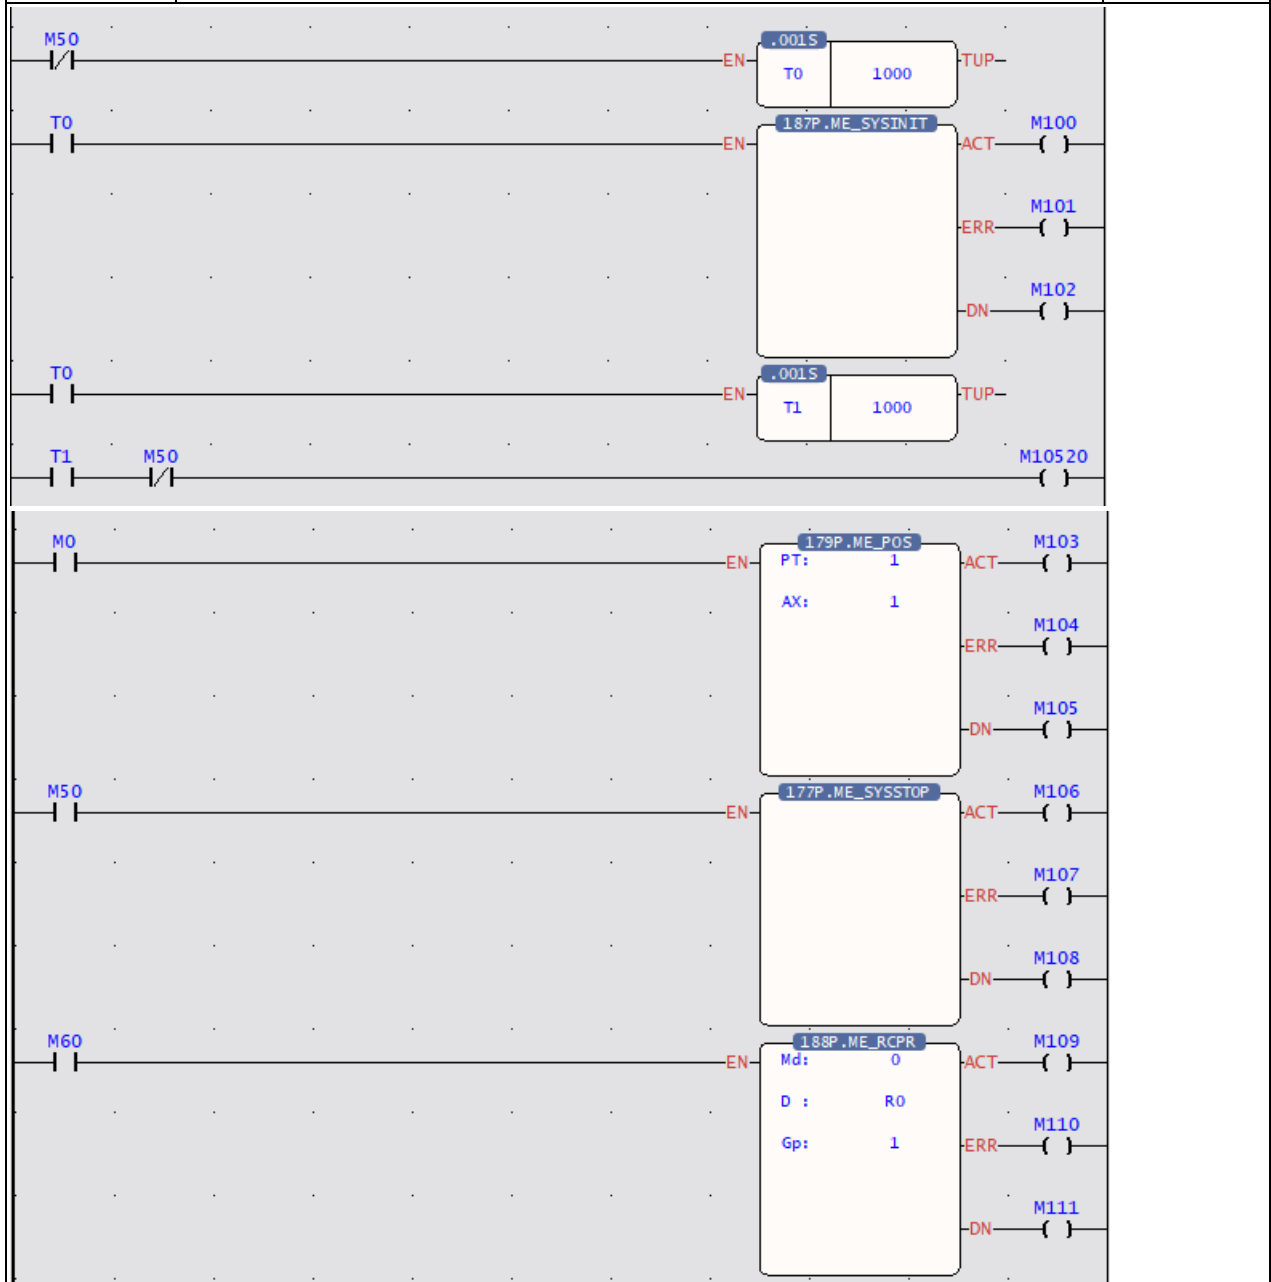 M50
.001S
EN
T0
1000
TUP
T0
187P.ME_SYSINIT
M100
EN
ACT
M101
ERR
M102
DN
T0
.001S
EN
T1
1000
TUP
T1 M50 M10520
M0
179P.ME_POS
M103
EN
PT: 1
ACT
AX: 1
M104
ERR
M105
DN
M50
177P.ME_SYSSTOP
M106
EN
ACT
M107
ERR
M108
DN
M60
188P.ME_RCPR
M109
EN
Md: 0
ACT
D : R0
M110
Gp: 1
ERR
M111
DN